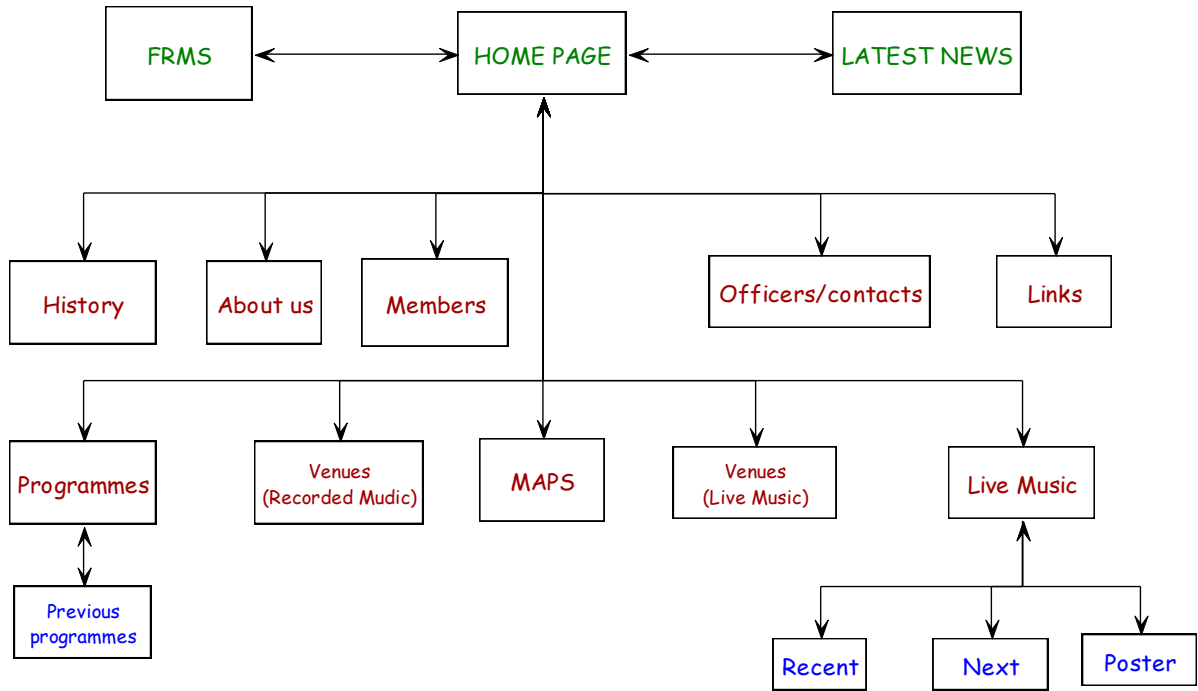 FRMS
HOME PAGE
LATEST NEWS
History
About us
Members
Officers/contacts
Links
Programmes
Venues
(Recorded Mudic)
MAPS
Venues
(Live Music)
Live Music
Previous
programmes
Recent
Next
Poster